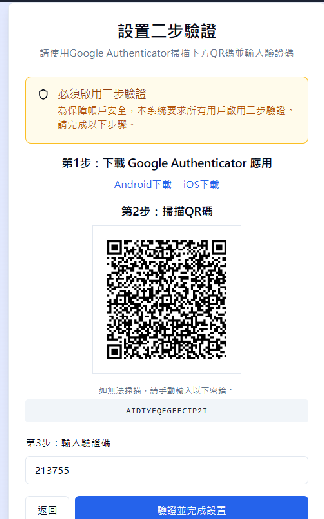 設置二步驗證
請使用Google Authenticator掃描下方QR碼並輸入驗證碼
必須啟用二步驗證
為保障帳戶安全，本系統要求所有用戶啟用二步驗證。
請完成以下步驟。
第1步：下載 Google Authenticator 應用
Android下載 iOS下載
第2步：掃描QR碼
如無法掃描，請手動輸入以下密鑰：
第3步：輸入驗證碼
213755
返回
驗證並完成設置